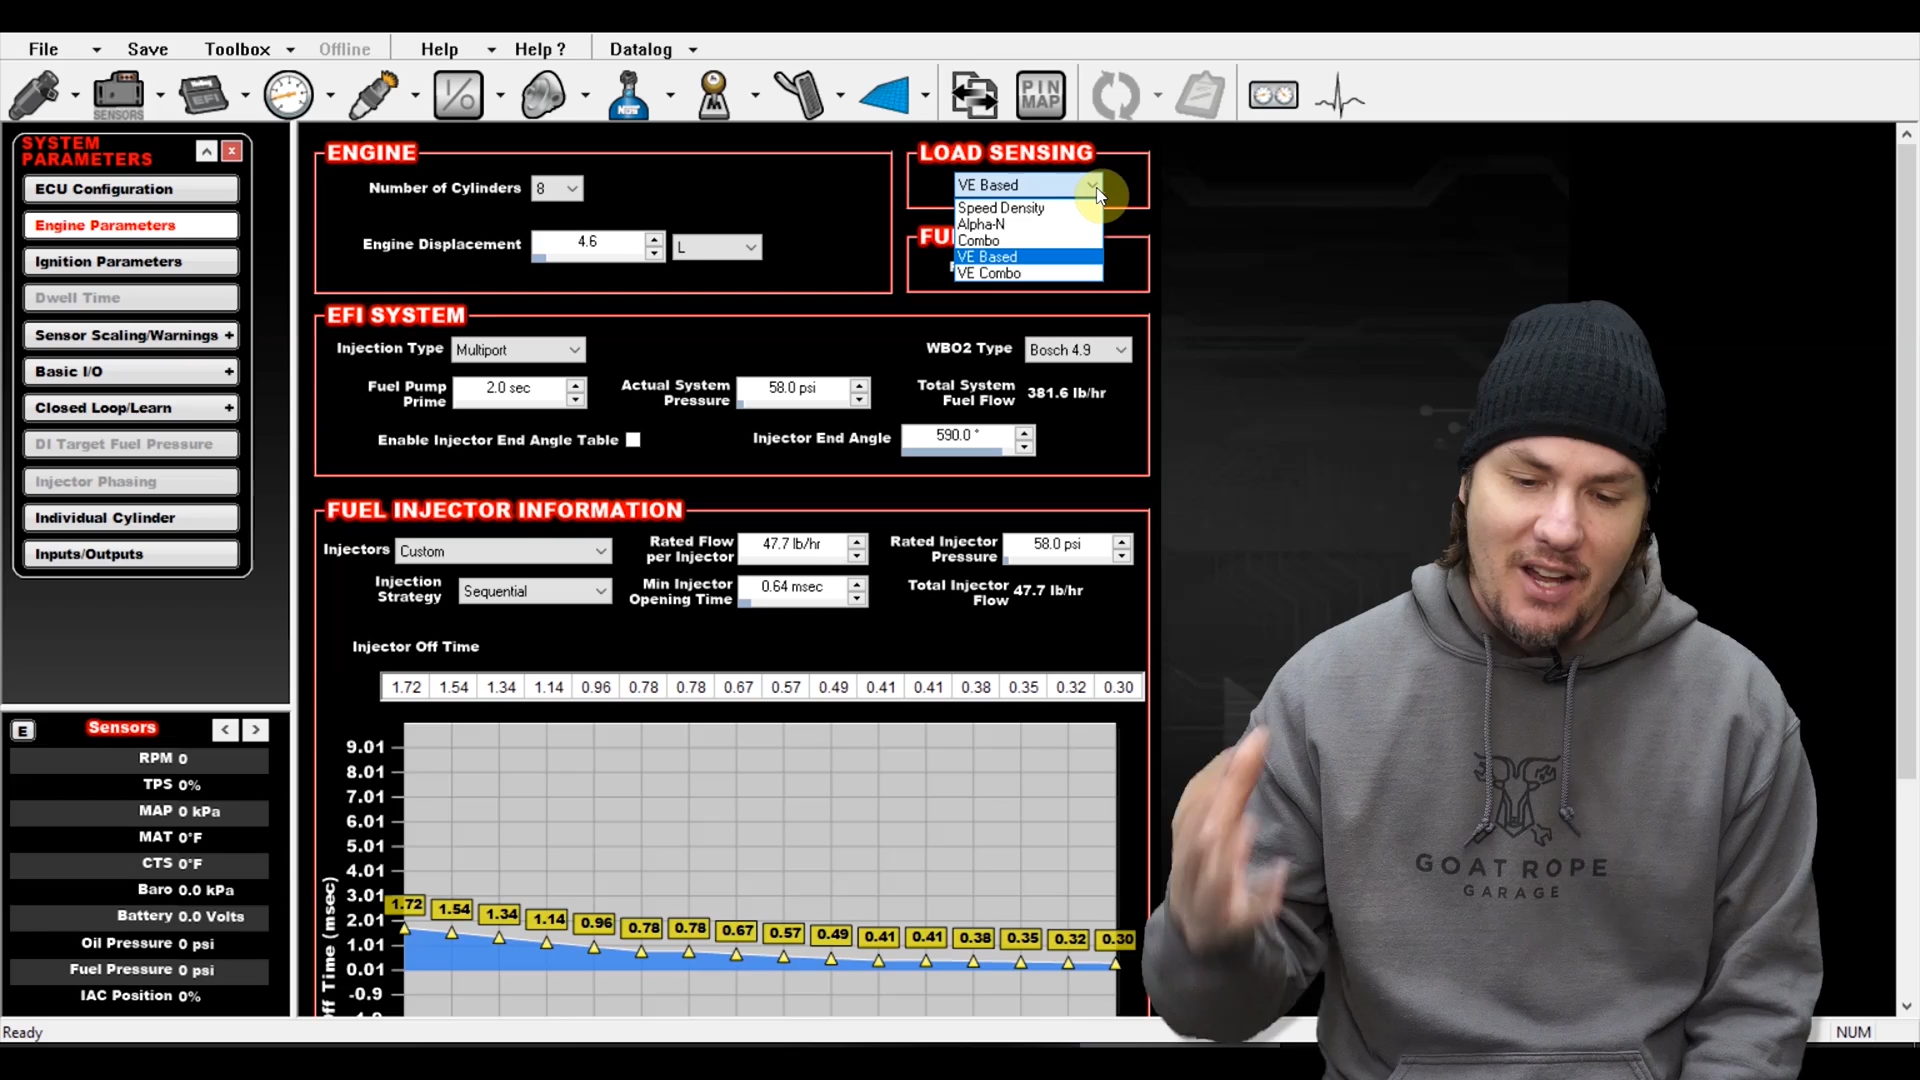 File Save Toolbox Offline Help Help ? Datalog
SENSORS EFI I/O NOS PIN MAP
SYSTEM
PARAMETERS
ECU Configuration
Engine Parameters
Ignition Parameters
Dwell Time
Sensor Scaling/Warnings +
Basic I/O +
Closed Loop/Learn +
DI Target Fuel Pressure
Injector Phasing
Individual Cylinder
Inputs/Outputs
E Sensors < >
RPM 0
TPS 0%
MAP 0 kPa
MAT 0°F
CTS 0°F
Baro 0.0 kPa
Battery 0.0 Volts
Oil Pressure 0 psi
Fuel Pressure 0 psi
IAC Position 0%
ENGINE
Number of Cylinders 8
Engine Displacement 4.6 L
LOAD SENSING
VE Based
Speed Density
Alpha-N
Combo
VE Based
VE Combo
FU
EFI SYSTEM
Injection Type Multiport
WBO2 Type Bosch 4.9
Fuel Pump
Prime 2.0 sec
Actual System
Pressure 58.0 psi
Total System
Fuel Flow 381.6 lb/hr
Enable Injector End Angle Table
Injector End Angle 590.0 °
FUEL INJECTOR INFORMATION
Injectors Custom
Rated Flow
per Injector 47.7 lb/hr
Rated Injector
Pressure 58.0 psi
Injection
Strategy Sequential
Min Injector
Opening Time 0.64 msec
Total Injector
Flow 47.7 lb/hr
Injector Off Time
1.72 1.54 1.34 1.14 0.96 0.78 0.78 0.67 0.57 0.49 0.41 0.41 0.38 0.35 0.32 0.30
9.01
8.01
7.01
6.01
5.01
4.01
3.01
2.01
1.01
0.01
-0.9
Off Time (msec)
1.72 1.54 1.34 1.14 0.96 0.78 0.78 0.67 0.57 0.49 0.41 0.41 0.38 0.35 0.32 0.30
GOAT ROPE
GARAGE
Ready
NUM